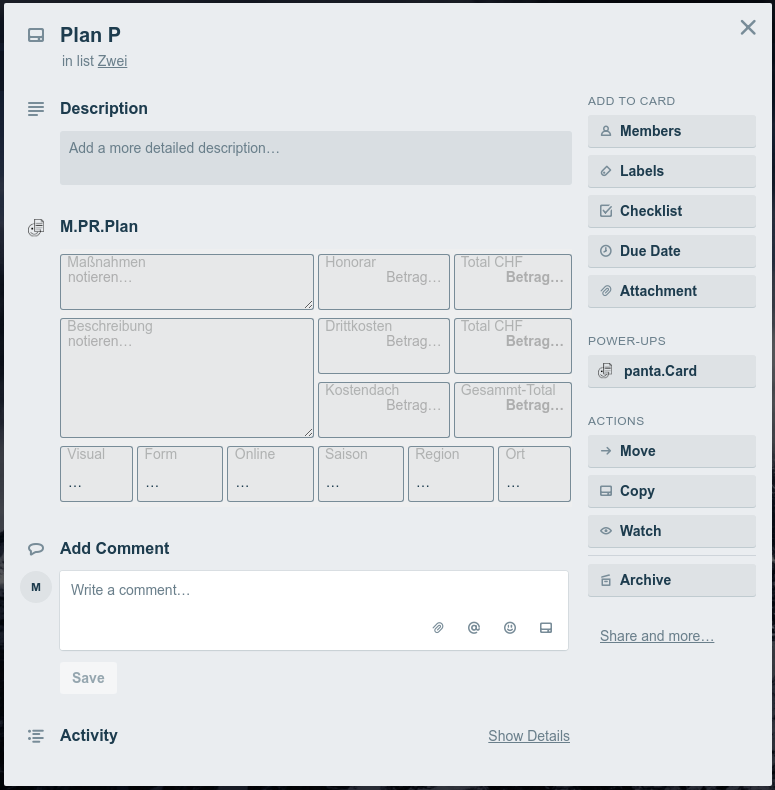 Plan P
in list Zwei
Description
Add a more detailed description…
M.PR.Plan
Maßnahmen
notieren…
Honorar
Betrag…
Total CHF
Betrag…
Beschreibung
notieren…
Drittkosten
Betrag…
Total CHF
Betrag…
Kostendach
Betrag…
Gesammt-Total
Betrag…
Visual
…
Form
…
Online
…
Saison
…
Region
…
Ort
…
Add Comment
M
Write a comment…
@
Save
Activity
Show Details
ADD TO CARD
Members
Labels
Checklist
Due Date
Attachment
POWER-UPS
panta.Card
ACTIONS
Move
Copy
Watch
Archive
Share and more…